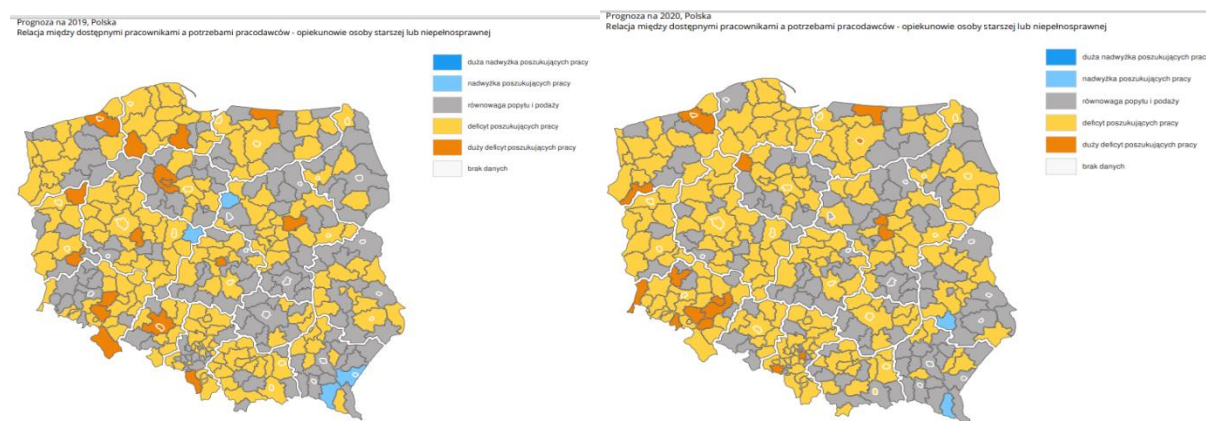 Prognoza na 2019, Polska
Relacja między dostępnymi pracownikami a potrzebami pracodawców - opiekunowie osoby starszej lub niepełnosprawnej
duża nadwyżka poszukujących pracy
nadwyżka poszukujących pracy
równowaga popytu i podaży
deficyt poszukujących pracy
duży deficyt poszukujących pracy
brak danych
Prognoza na 2020, Polska
Relacja między dostępnymi pracownikami a potrzebami pracodawców - opiekunowie osoby starszej lub niepełnosprawnej
duża nadwyżka poszukujących prac
nadwyżka poszukujących pracy
równowaga popytu i podaży
deficyt poszukujących pracy
duży deficyt poszukujących pracy
brak danych